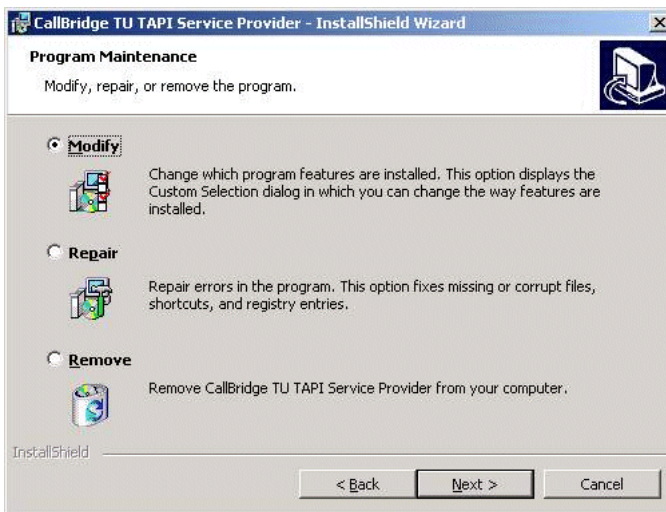 CallBridge TU TAPI Service Provider - InstallShield Wizard
Program Maintenance
Modify, repair, or remove the program.
Modify
Change which program features are installed. This option displays the
Custom Selection dialog in which you can change the way features are
installed.
Repair
Repair errors in the program. This option fixes missing or corrupt files,
shortcuts, and registry entries.
Remove
Remove CallBridge TU TAPI Service Provider from your computer.
InstallShield
< Back Next > Cancel